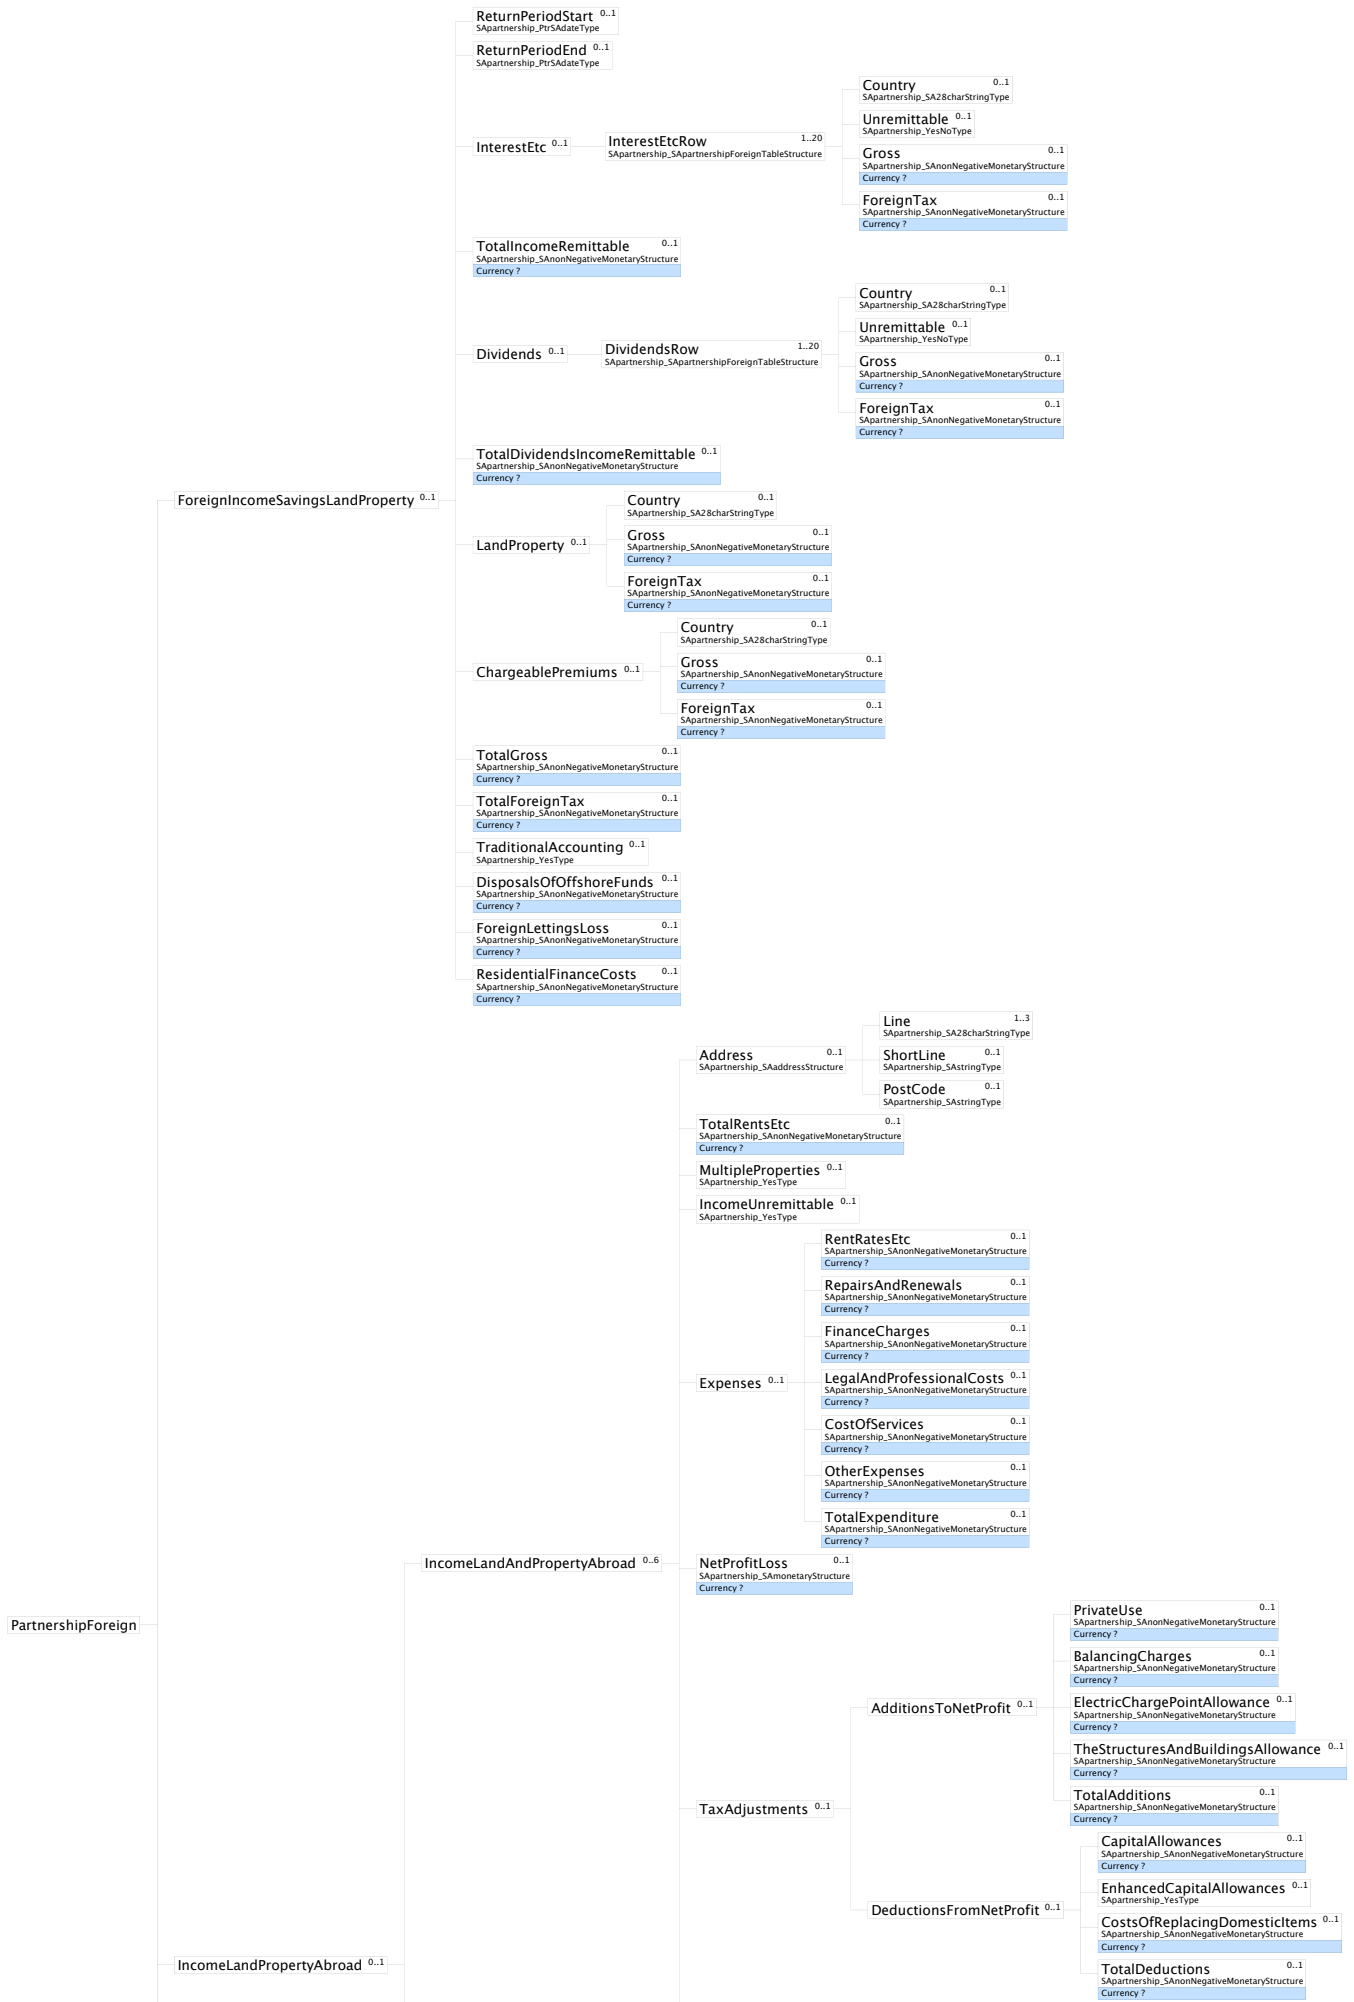 ReturnPeriodStart 0..1
SApartnership_PtrSAdateType
ReturnPeriodEnd 0..1
SApartnership_PtrSAdateType
Country 0..1
SApartnership_SA28charStringType
Unremittable 0..1
SApartnership_YesNoType
InterestEtc 0..1
InterestEtcRow 1..20
SApartnership_SApartnershipForeignTableStructure
Gross 0..1
SApartnership_SAnonNegativeMonetaryStructure
Currency ?
ForeignTax 0..1
SApartnership_SAnonNegativeMonetaryStructure
Currency ?
TotalIncomeRemittable 0..1
SApartnership_SAnonNegativeMonetaryStructure
Currency ?
Country 0..1
SApartnership_SA28charStringType
Unremittable 0..1
SApartnership_YesNoType
Dividends 0..1
DividendsRow 1..20
SApartnership_SApartnershipForeignTableStructure
Gross 0..1
SApartnership_SAnonNegativeMonetaryStructure
Currency ?
ForeignTax 0..1
SApartnership_SAnonNegativeMonetaryStructure
Currency ?
TotalDividendsIncomeRemittable 0..1
SApartnership_SAnonNegativeMonetaryStructure
Currency ?
ForeignIncomeSavingsLandProperty 0..1
Country 0..1
SApartnership_SA28charStringType
LandProperty 0..1
Gross 0..1
SApartnership_SAnonNegativeMonetaryStructure
Currency ?
ForeignTax 0..1
SApartnership_SAnonNegativeMonetaryStructure
Currency ?
Country 0..1
SApartnership_SA28charStringType
ChargeablePremiums 0..1
Gross 0..1
SApartnership_SAnonNegativeMonetaryStructure
Currency ?
ForeignTax 0..1
SApartnership_SAnonNegativeMonetaryStructure
Currency ?
TotalGross 0..1
SApartnership_SAnonNegativeMonetaryStructure
Currency ?
TotalForeignTax 0..1
SApartnership_SAnonNegativeMonetaryStructure
Currency ?
TraditionalAccounting 0..1
SApartnership_YesType
DisposalsOfOffshoreFunds 0..1
SApartnership_SAnonNegativeMonetaryStructure
Currency ?
ForeignLettingsLoss 0..1
SApartnership_SAnonNegativeMonetaryStructure
Currency ?
ResidentialFinanceCosts 0..1
SApartnership_SAnonNegativeMonetaryStructure
Currency ?
Line 1..3
SApartnership_SA28charStringType
Address 0..1
SApartnership_SAaddressStructure
ShortLine 0..1
SApartnership_SAstringType
PostCode 0..1
SApartnership_SAstringType
TotalRentsEtc 0..1
SApartnership_SAnonNegativeMonetaryStructure
Currency ?
MultipleProperties 0..1
SApartnership_YesType
IncomeUnremittable 0..1
SApartnership_YesType
RentRatesEtc 0..1
SApartnership_SAnonNegativeMonetaryStructure
Currency ?
RepairsAndRenewals 0..1
SApartnership_SAnonNegativeMonetaryStructure
Currency ?
FinanceCharges 0..1
SApartnership_SAnonNegativeMonetaryStructure
Currency ?
Expenses 0..1
LegalAndProfessionalCosts 0..1
SApartnership_SAnonNegativeMonetaryStructure
Currency ?
CostOfServices 0..1
SApartnership_SAnonNegativeMonetaryStructure
Currency ?
OtherExpenses 0..1
SApartnership_SAnonNegativeMonetaryStructure
Currency ?
TotalExpenditure 0..1
SApartnership_SAnonNegativeMonetaryStructure
Currency ?
IncomeLandAndPropertyAbroad 0..6
NetProfitLoss 0..1
SApartnership_SAmonetaryStructure
Currency ?
PartnershipForeign
PrivateUse 0..1
SApartnership_SAnonNegativeMonetaryStructure
Currency ?
BalancingCharges 0..1
SApartnership_SAnonNegativeMonetaryStructure
Currency ?
AdditionsToNetProfit 0..1
ElectricChargePointAllowance 0..1
SApartnership_SAnonNegativeMonetaryStructure
Currency ?
TheStructuresAndBuildingsAllowance 0..1
SApartnership_SAnonNegativeMonetaryStructure
Currency ?
TotalAdditions 0..1
SApartnership_SAnonNegativeMonetaryStructure
Currency ?
TaxAdjustments 0..1
CapitalAllowances 0..1
SApartnership_SAnonNegativeMonetaryStructure
Currency ?
EnhancedCapitalAllowances 0..1
SApartnership_YesType
DeductionsFromNetProfit 0..1
CostsOfReplacingDomesticItems 0..1
SApartnership_SAnonNegativeMonetaryStructure
Currency ?
TotalDeductions 0..1
SApartnership_SAnonNegativeMonetaryStructure
Currency ?
IncomeLandPropertyAbroad 0..1